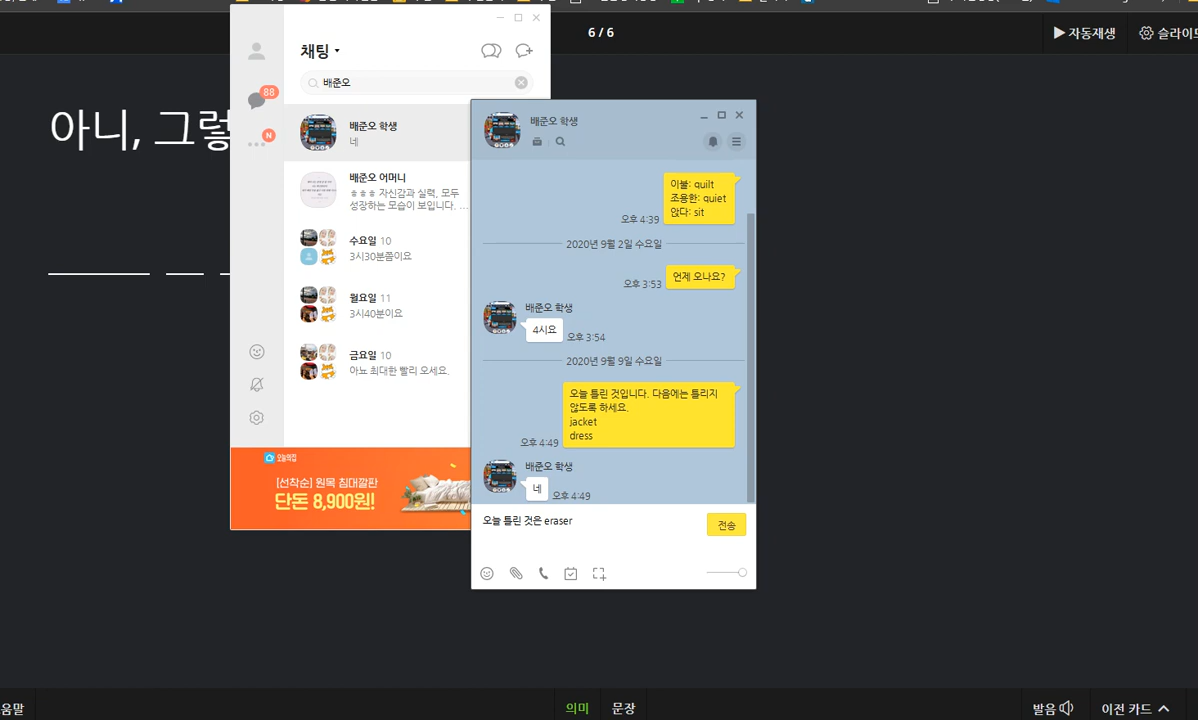 6 / 6
▶자동재생
슬라이드
아니, 그렇
채팅
88
N
배준오
배준오 학생
네
배준오 어머니
ㅎㅎㅎ 자신감과 실력, 모두
성장하는 모습이 보입니다. ...
수요일 10
3시30분쯤이요
월요일 11
3시40분이요
금요일 10
아뇨 최대한 빨리 오세요.
오늘의집
[선착순] 원목 침대깔판
단돈 8,900원!
배준오 학생
이불: quilt
조용한: quiet
앉다: sit
오후 4:39
2020년 9월 2일 수요일
언제 오나요?
오후 3:53
배준오 학생
4시요
오후 3:54
2020년 9월 9일 수요일
오늘 틀린 것입니다. 다음에는 틀리지
않도록 하세요.
jacket
dress
오후 4:49
배준오 학생
네
오후 4:49
오늘 틀린 것은 eraser
전송
움말
의미
문장
발음
이전 카드